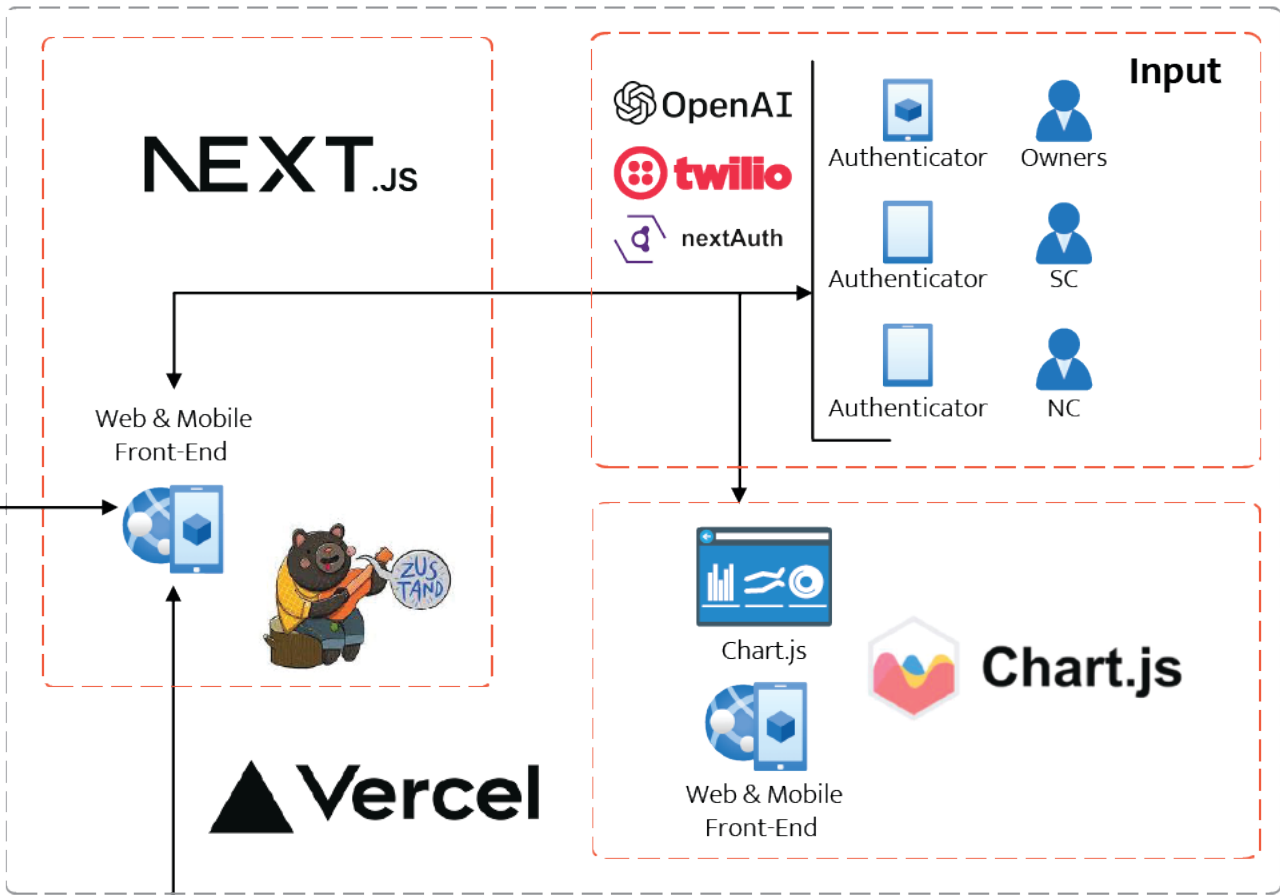 NEXT.JS
Web & Mobile
Front-End
ZUS
TAND
Vercel
Input
OpenAI
twilio
nextAuth
Authenticator
Owners
Authenticator
SC
Authenticator
NC
Chart.js
Chart.js
Web & Mobile
Front-End